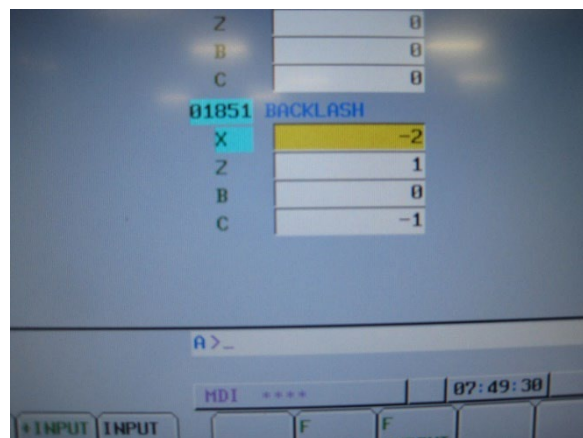 Z 0
B 0
C 0
01851 BACKLASH
X -2
Z 1
B 0
C -1
A>_
MDI **** 07:49:30
+INPUT INPUT F F